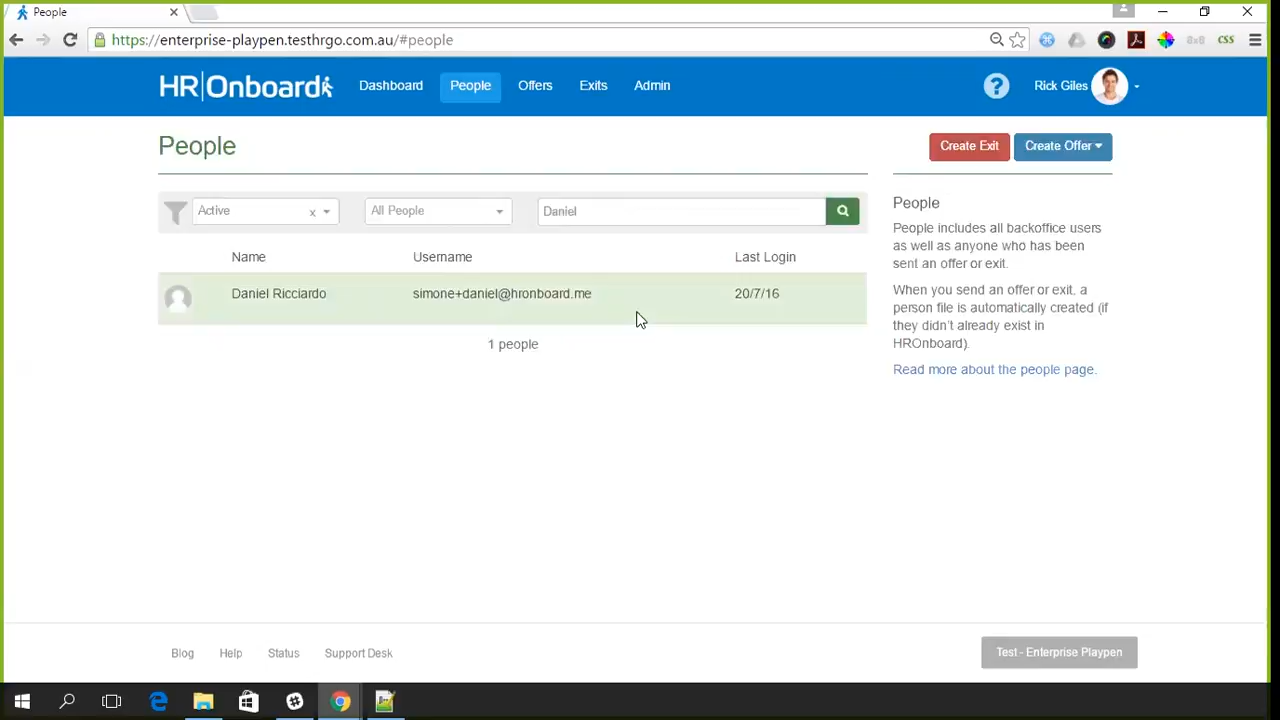 People
https://enterprise-playpen.testhrgo.com.au/#people
CSS
HR|Onboard
Dashboard
People
Offers
Exits
Admin
?
Rick Giles
People
Create Exit
Create Offer
Active
x
All People
Daniel
Name
Username
Last Login
Daniel Ricciardo
simone+daniel@hronboard.me
20/7/16
1 people
People
People includes all backoffice users
as well as anyone who has been
sent an offer or exit.
When you send an offer or exit, a
person file is automatically created (if
they didn't already exist in
HROnboard).
Read more about the people page.
Blog
Help
Status
Support Desk
Test - Enterprise Playpen